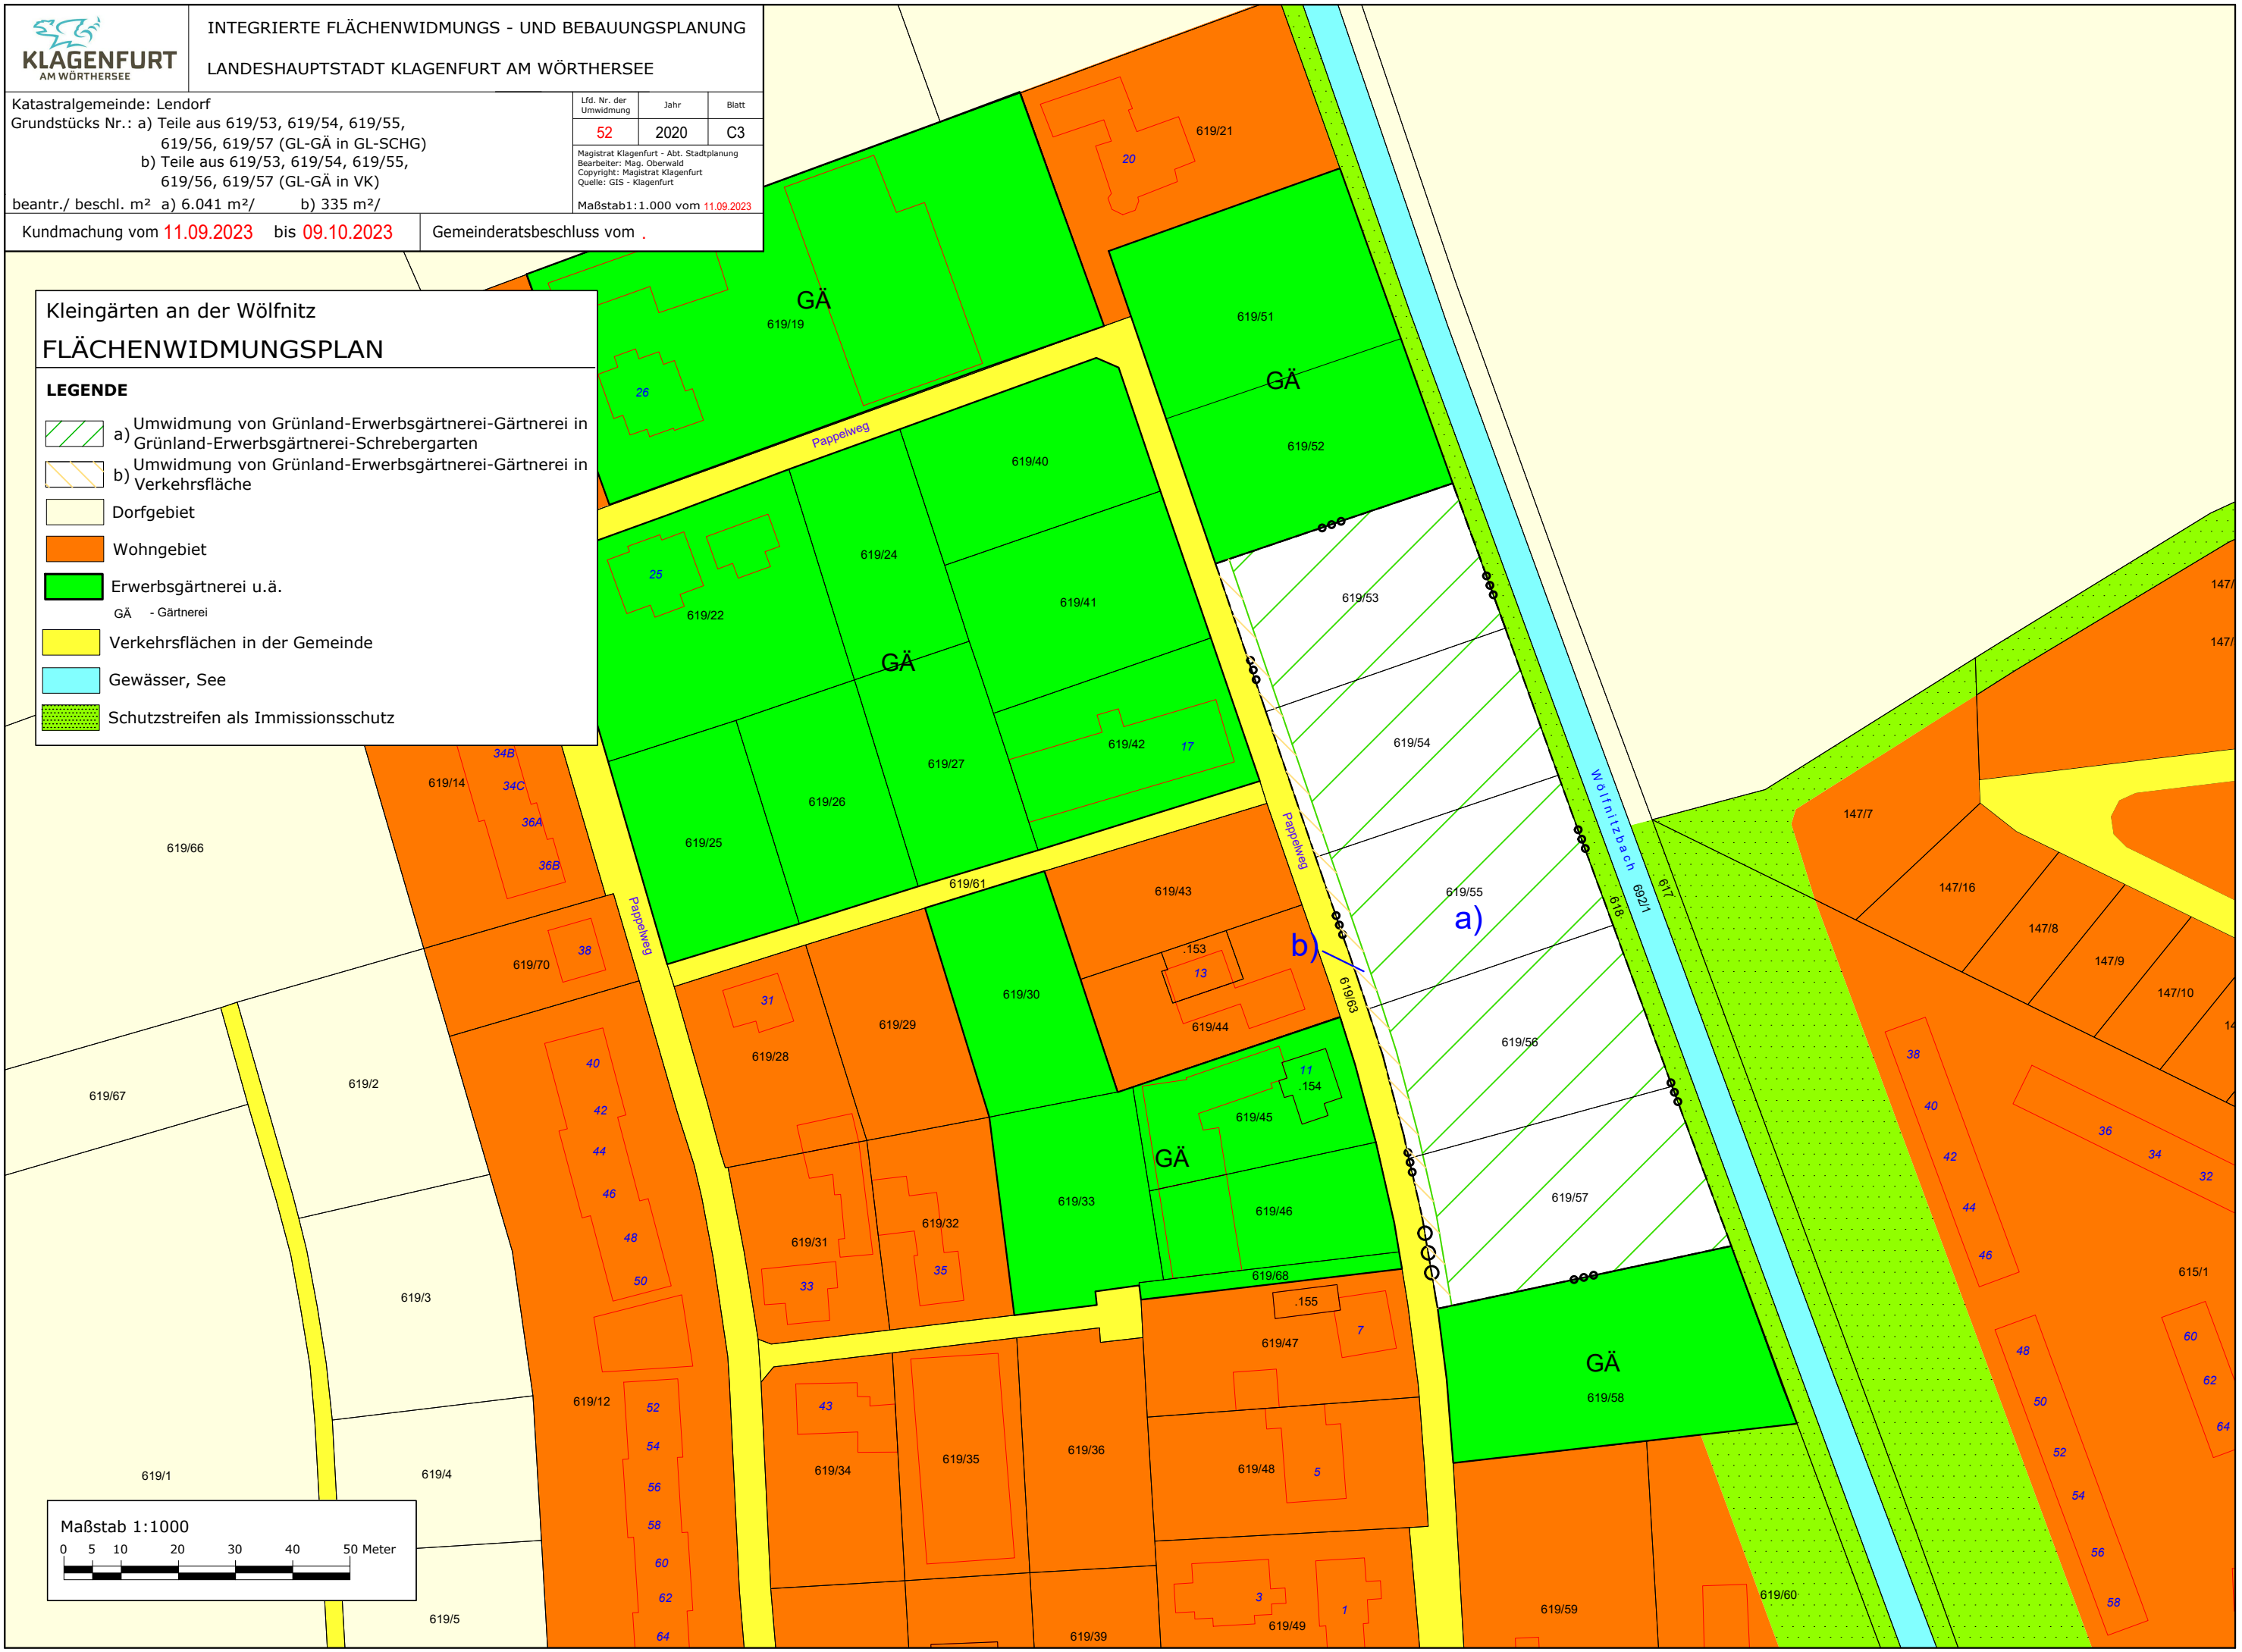 KLAGENFURT
AM WÖRTHERSEE
INTEGRIERTE FLÄCHENWIDMUNGS - UND BEBAUUNGSPLANUNG
LANDESHAUPTSTADT KLAGENFURT AM WÖRTHERSEE
Katastralgemeinde: Lendorf
Grundstücks Nr.: a) Teile aus 619/53, 619/54, 619/55,
619/56, 619/57 (GL-GÄ in GL-SCHG)
b) Teile aus 619/53, 619/54, 619/55,
619/56, 619/57 (GL-GÄ in VK)
beantr./ beschl. m² a) 6.041 m²/ b) 335 m²/
Lfd. Nr. der Umwidmung
Jahr
Blatt
52
2020
C3
Magistrat Klagenfurt - Abt. Stadtplanung
Bearbeiter: Mag. Oberwald
Copyright: Magistrat Klagenfurt
Quelle: GIS - Klagenfurt
Maßstab1:1.000 vom 11.09.2023
Kundmachung vom 11.09.2023 bis 09.10.2023
Gemeinderatsbeschluss vom .
Kleingärten an der Wölfnitz
FLÄCHENWIDMUNGSPLAN
LEGENDE
a) Umwidmung von Grünland-Erwerbsgärtnerei-Gärtnerei in
Grünland-Erwerbsgärtnerei-Schrebergarten
b) Umwidmung von Grünland-Erwerbsgärtnerei-Gärtnerei in
Verkehrsfläche
Dorfgebiet
Wohngebiet
Erwerbsgärtnerei u.ä.
GÄ - Gärtnerei
Verkehrsflächen in der Gemeinde
Gewässer, See
Schutzstreifen als Immissionsschutz
619/21
20
GÄ
619/19
26
619/51
GÄ
619/52
Pappelweg
619/40
619/24
25
619/22
619/41
GÄ
619/42
17
619/27
619/26
619/25
619/53
619/54
619/55
a)
b)
619/56
619/57
Pappelweg
619/63
Wölfnitzbach
692/1
617
618
147/
147/
147/7
147/16
147/8
147/9
147/10
14
619/66
619/14
34B
34C
36A
36B
Pappelweg
38
619/70
619/61
619/43
.153
13
619/44
619/30
31
619/29
619/28
619/67
619/2
40
42
44
46
48
50
11
.154
619/45
GÄ
619/33
619/46
619/68
619/32
619/31
35
33
.155
7
619/47
GÄ
619/58
619/3
619/12
52
54
56
58
60
62
64
43
619/34
619/35
619/36
619/48
5
619/1
619/4
619/5
619/39
3
1
619/49
619/59
619/60
38
40
42
44
46
36
34
32
615/1
48
50
52
54
56
58
60
62
64
Maßstab 1:1000
0 5 10 20 30 40 50 Meter